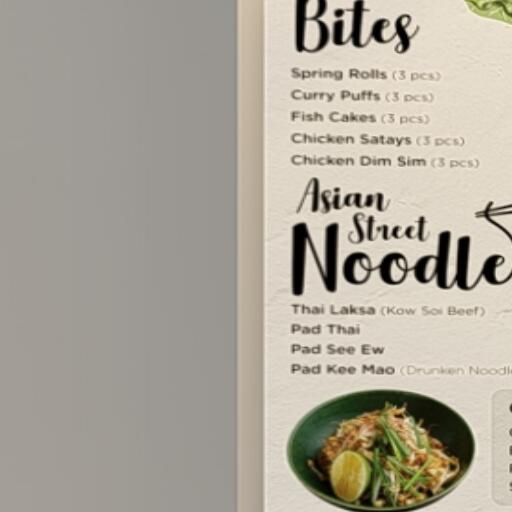 Bites
Spring Rolls (3 pcs)
Curry Puffs (3 pcs)
Fish Cakes (3 pcs)
Chicken Satays (3 pcs)
Chicken Dim Sim (3 pcs)
Asian
Street
Noodle
Thai Laksa (Kow Soi Beef)
Pad Thai
Pad See Ew
Pad Kee Mao (Drunken Noodl